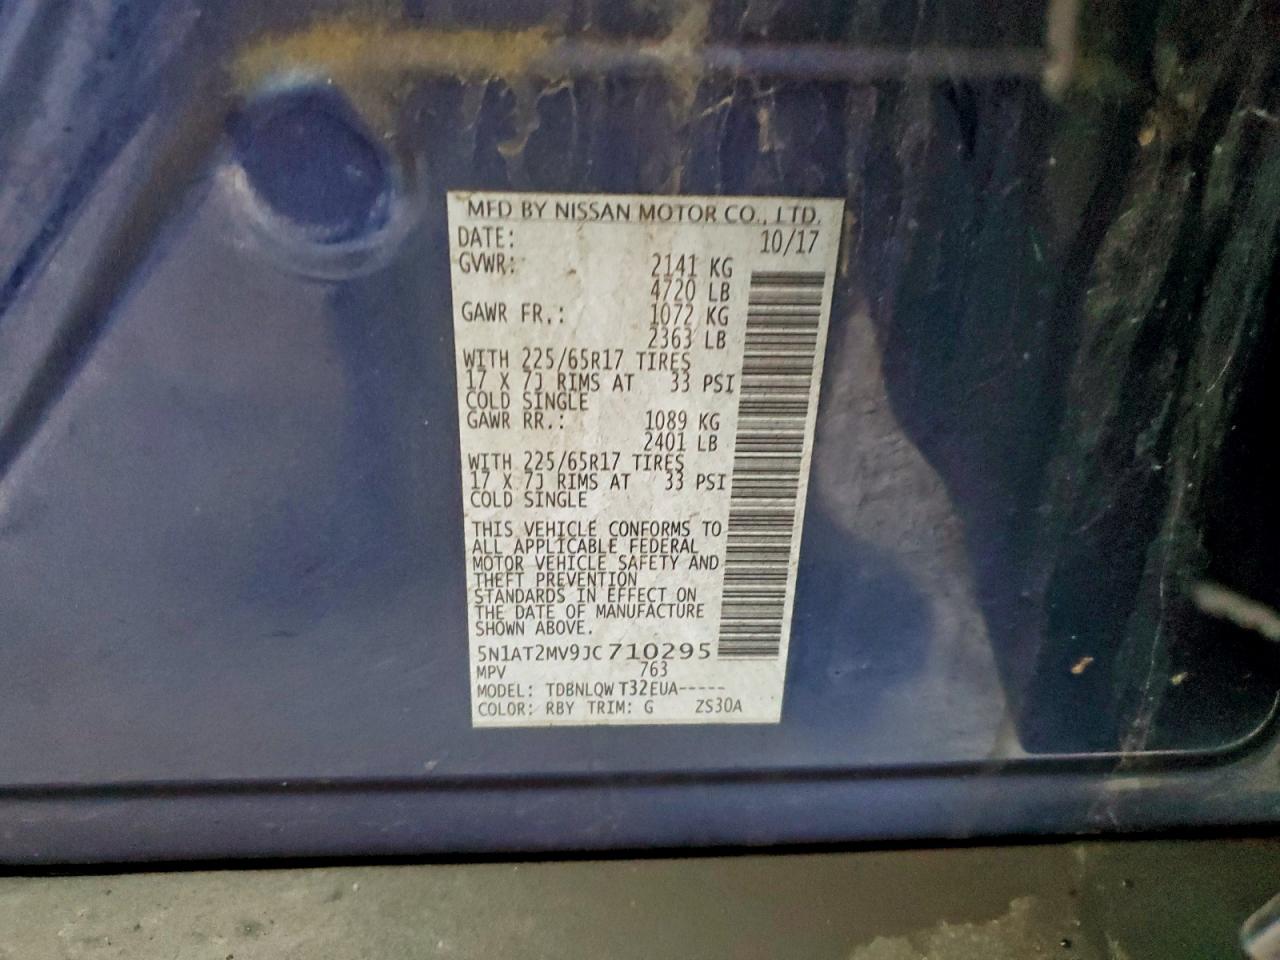 MFD BY NISSAN MOTOR CO., LTD.
DATE: 10/17
GVWR: 2141 KG
4720 LB
GAWR FR.: 1072 KG
2363 LB
WITH 225/65R17 TIRES
17 X 7J RIMS AT 33 PSI
COLD SINGLE
GAWR RR.: 1089 KG
2401 LB
WITH 225/65R17 TIRES
17 X 7J RIMS AT 33 PSI
COLD SINGLE
THIS VEHICLE CONFORMS TO
ALL APPLICABLE FEDERAL
MOTOR VEHICLE SAFETY AND
THEFT PREVENTION
STANDARDS IN EFFECT ON
THE DATE OF MANUFACTURE
SHOWN ABOVE.
5N1AT2MV9JC710295
MPV 763
MODEL: TDBNLQWT32EUA-----
COLOR: RBY TRIM: G ZS30A